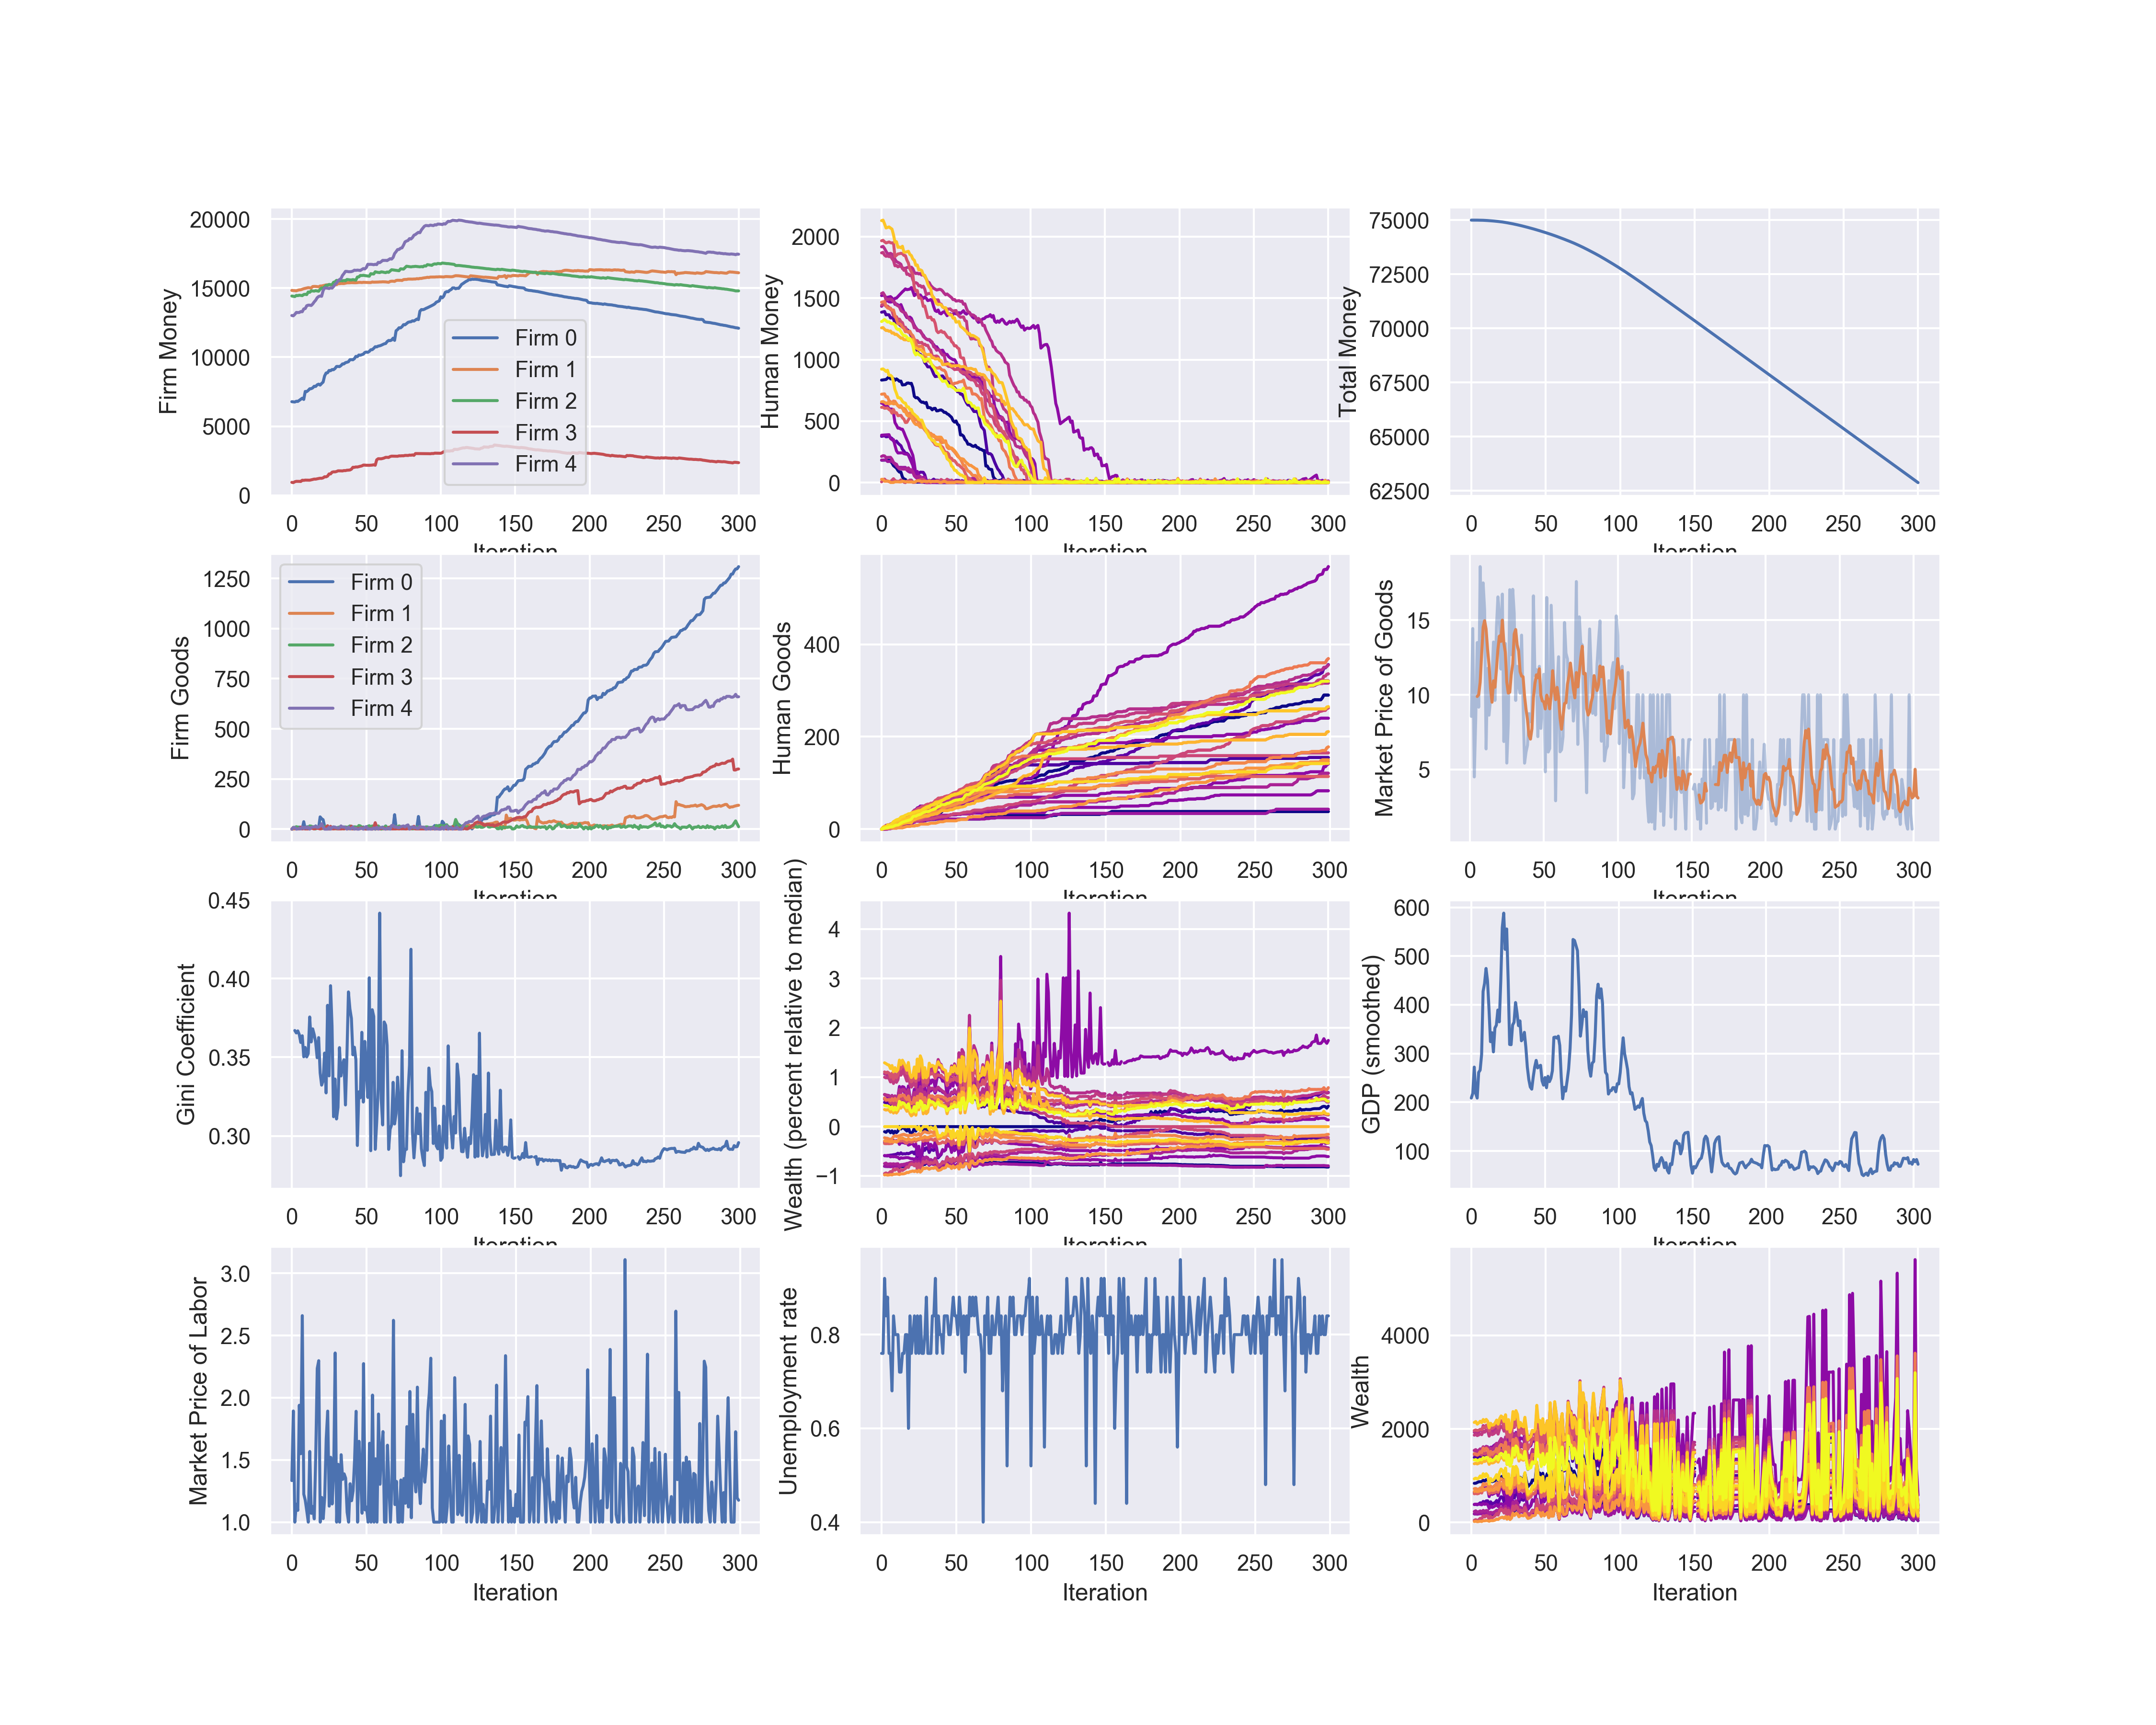 Firm Money
20000
15000
10000
5000
0
Firm 0
Firm 1
Firm 2
Firm 3
Firm 4
0 50 100 150 200 250 300
Iteration
Human Money
2000
1500
1000
500
0
0 50 100 150 200 250 300
Iteration
Total Money
75000
72500
70000
67500
65000
62500
0 50 100 150 200 250 300
Iteration
Firm Goods
1250
1000
750
500
250
0
Firm 0
Firm 1
Firm 2
Firm 3
Firm 4
0 50 100 150 200 250 300
Iteration
Human Goods
400
200
0
0 50 100 150 200 250 300
Iteration
Market Price of Goods
15
10
5
0 50 100 150 200 250 300
Iteration
Gini Coefficient
0.45
0.40
0.35
0.30
0 50 100 150 200 250 300
Iteration
Wealth (percent relative to median)
4
3
2
1
0
−1
0 50 100 150 200 250 300
Iteration
GDP (smoothed)
600
500
400
300
200
100
0 50 100 150 200 250 300
Iteration
Market Price of Labor
3.0
2.5
2.0
1.5
1.0
0 50 100 150 200 250 300
Iteration
Unemployment rate
0.8
0.6
0.4
0 50 100 150 200 250 300
Iteration
Wealth
4000
2000
0
0 50 100 150 200 250 300
Iteration